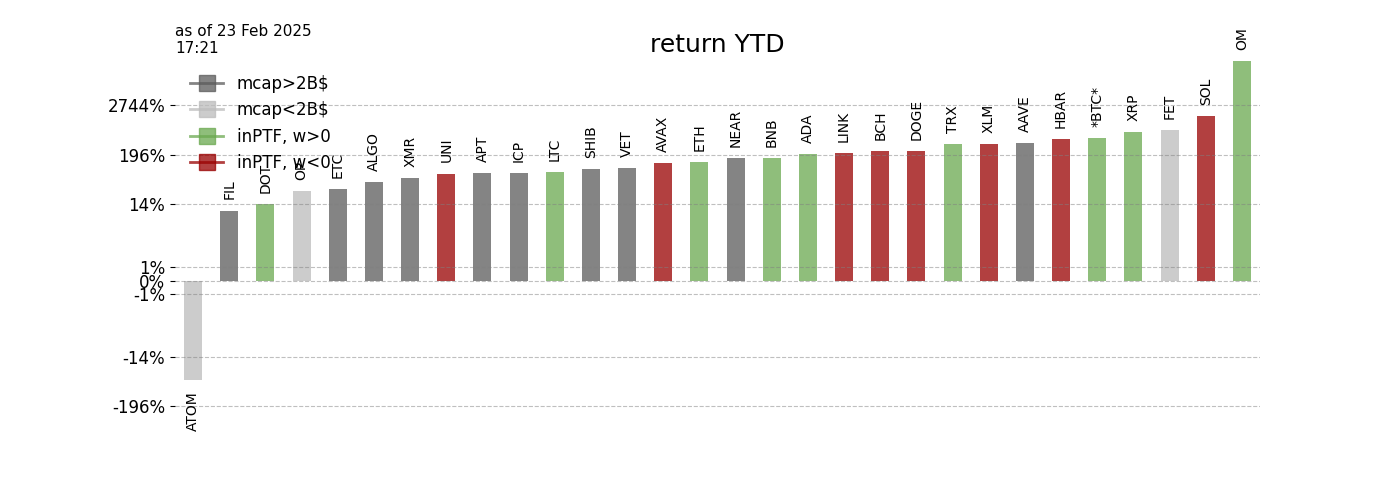 as of 23 Feb 2025
17:21
return YTD
mcap>2B$
mcap<2B$
inPTF, w>0
inPTF, w<0
2744%
196%
14%
1%
0%
-1%
-14%
-196%
ATOM
FIL
DOT
OP
ETC
ALGO
XMR
UNI
APT
ICP
LTC
SHIB
VET
AVAX
ETH
NEAR
BNB
ADA
LINK
BCH
DOGE
TRX
XLM
AAVE
HBAR
*BTC*
XRP
FET
SOL
OM